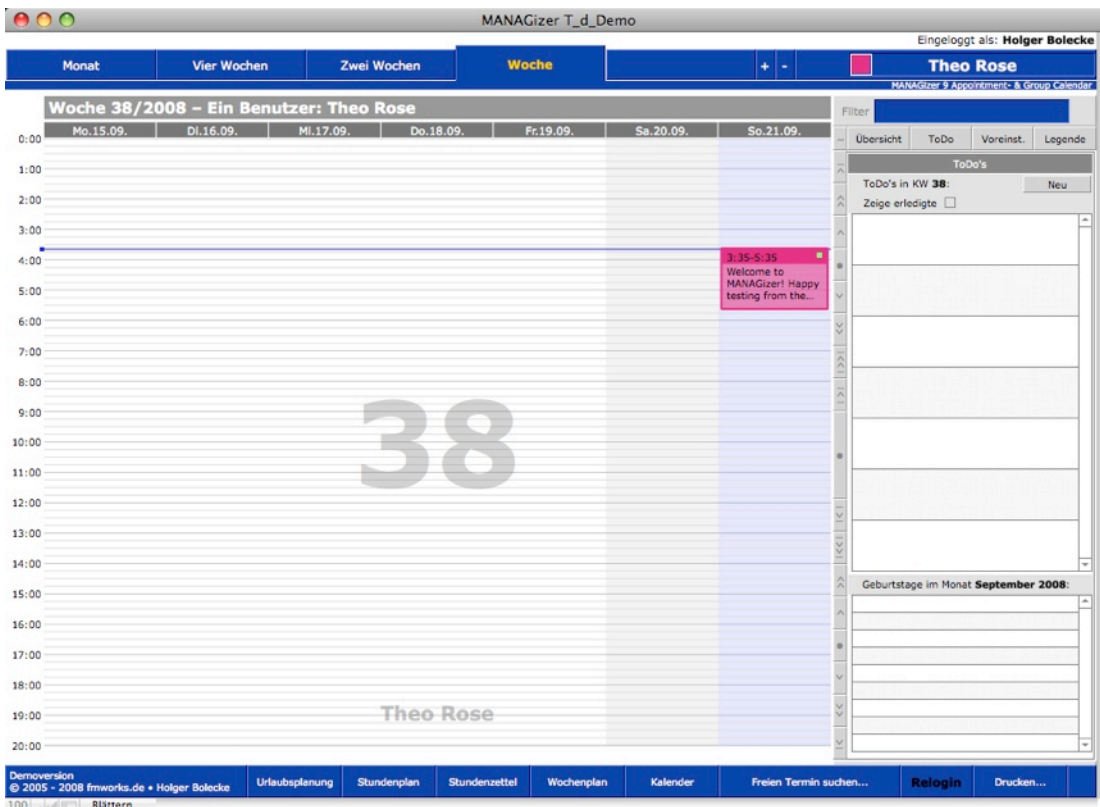 MANAGizer T_d_Demo
Eingeloggt als: Holger Bolecke
Monat
Vier Wochen
Zwei Wochen
Woche
+ -
Theo Rose
MANAGizer 9 Appointment- & Group Calendar
Woche 38/2008 – Ein Benutzer: Theo Rose
Filter
Mo.15.09.
DI.16.09.
MI.17.09.
Do.18.09.
Fr.19.09.
Sa.20.09.
So.21.09.
Übersicht
ToDo
Voreinst.
Legende
ToDo's
ToDo's in KW 38:
Neu
Zeige erledigte
0:00
1:00
2:00
3:00
4:00
5:00
6:00
7:00
8:00
9:00
10:00
11:00
12:00
13:00
14:00
15:00
16:00
17:00
18:00
19:00
20:00
3:35-5:35
Welcome to
MANAGizer! Happy
testing from the...
38
Theo Rose
Geburtstage im Monat September 2008:
Demoversion
© 2005 - 2008 fmworks.de • Holger Bolecke
Urlaubsplanung
Stundenplan
Stundenzettel
Wochenplan
Kalender
Freien Termin suchen...
Relogin
Drucken...
100
Blättern